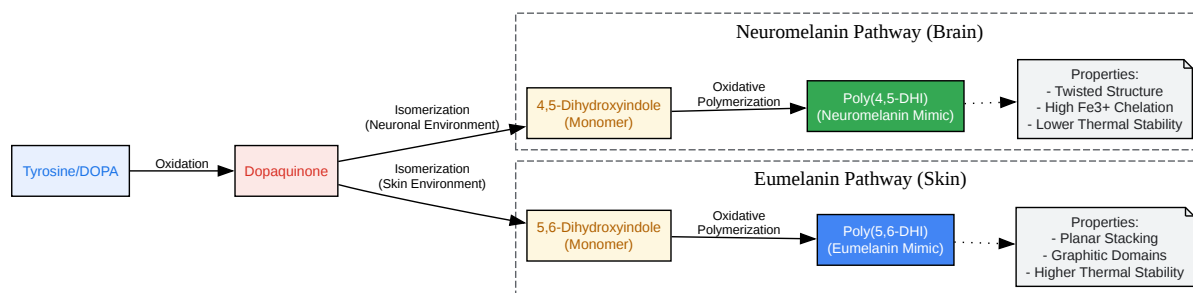 Neuromelanin Pathway (Brain)
Tyrosine/DOPA
Oxidation
Dopaquinone
Isomerization
(Neuronal Environment)
4,5-Dihydroxyindole
(Monomer)
Oxidative
Polymerization
Poly(4,5-DHI)
(Neuromelanin Mimic)
Properties:
- Twisted Structure
- High Fe3+ Chelation
- Lower Thermal Stability
Eumelanin Pathway (Skin)
Isomerization
(Skin Environment)
5,6-Dihydroxyindole
(Monomer)
Oxidative
Polymerization
Poly(5,6-DHI)
(Eumelanin Mimic)
Properties:
- Planar Stacking
- Graphitic Domains
- Higher Thermal Stability